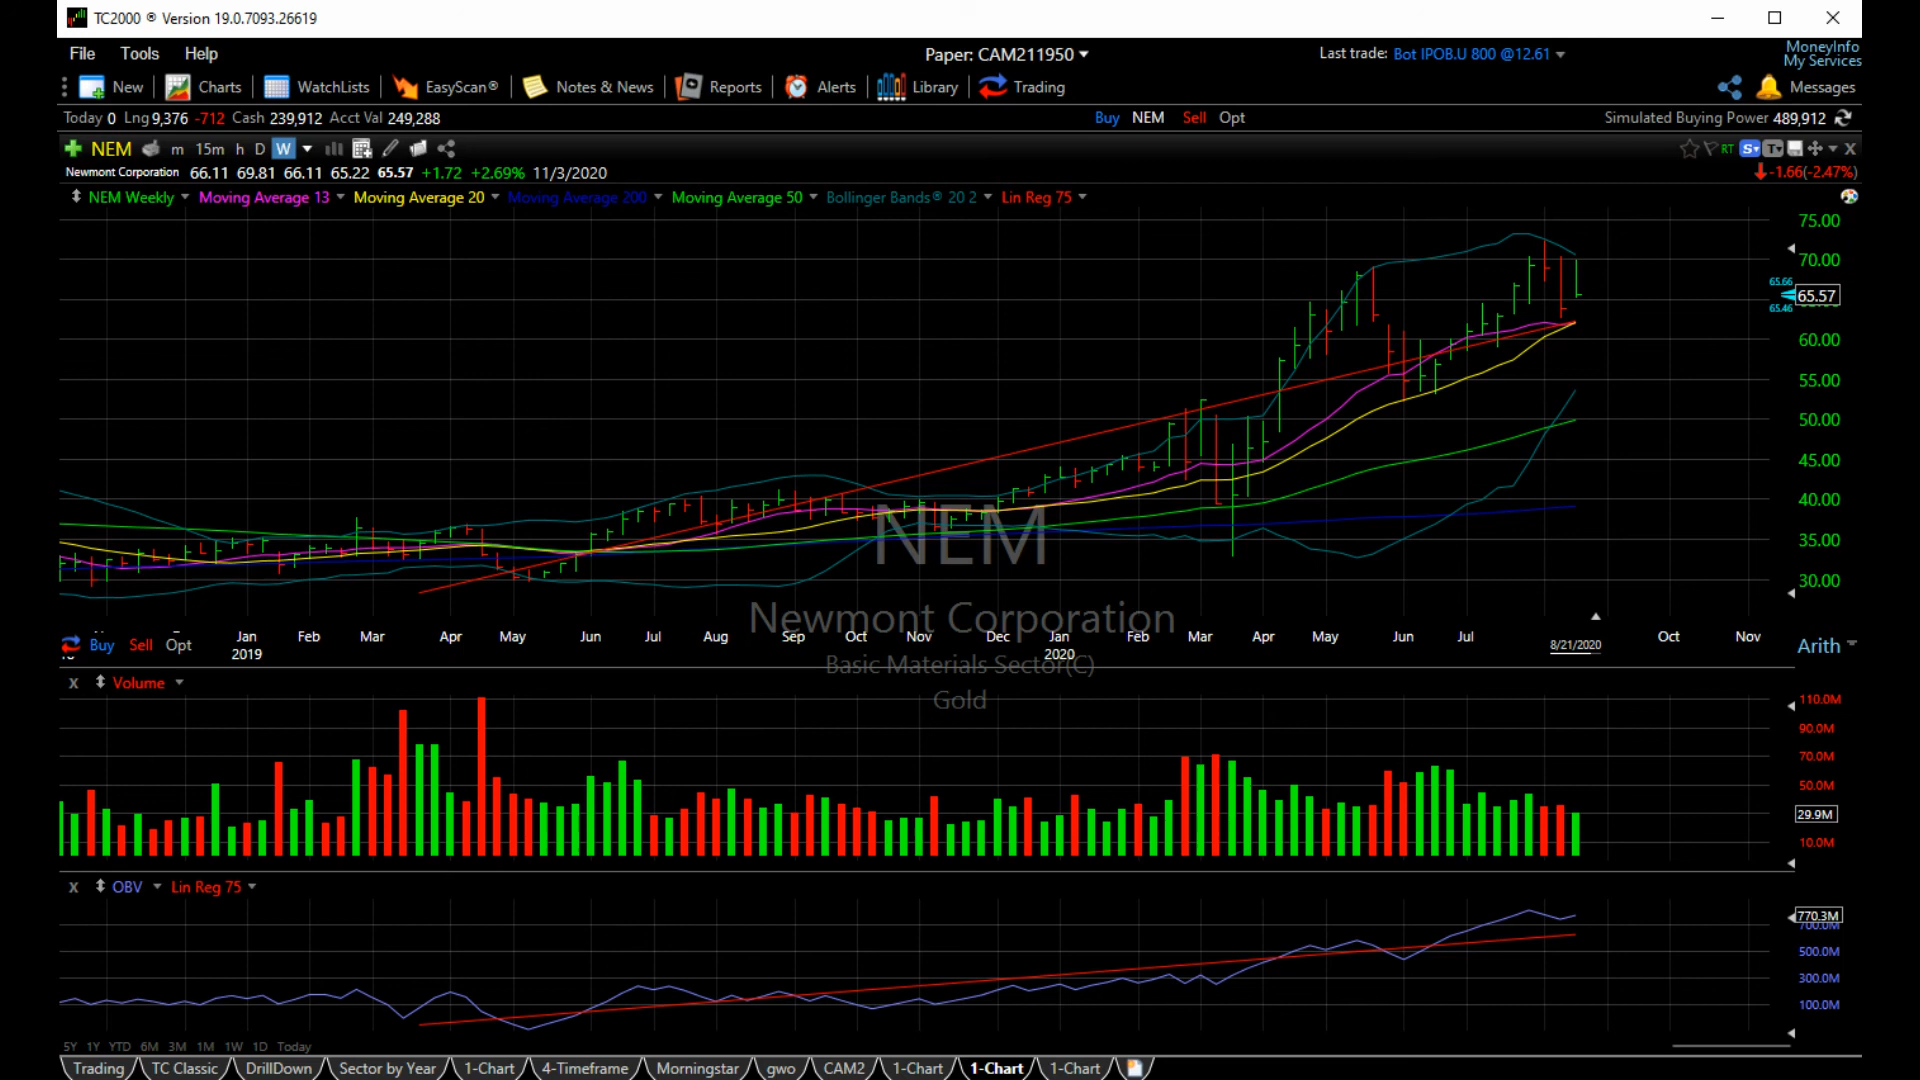 TC2000 ® Version 19.0.7093.26619
File Tools Help
Paper: CAM211950
Last trade: Bot IPOB.U 800 @12.61
MoneyInfo
My Services
New Charts WatchLists EasyScan® Notes & News Reports Alerts Library Trading
Messages
Today 0 Lng 9,376 -712 Cash 239,912 Acct Val 249,288
Buy NEM Sell Opt
Simulated Buying Power 489,912
NEM m 15m h D W
RT S T X
Newmont Corporation 66.11 69.81 66.11 65.22 65.57 +1.72 +2.69% 11/3/2020
-1.66(-2.47%)
NEM Weekly Moving Average 13 Moving Average 20 Moving Average 200 Moving Average 50 Bollinger Bands® 20 2 Lin Reg 75
75.00
70.00
65.66
65.57
65.46
60.00
55.00
50.00
45.00
40.00
35.00
30.00
NEM
Newmont Corporation
Basic Materials Sector(C)
Gold
Buy Sell Opt
Jan Feb Mar Apr May Jun Jul Aug Sep Oct Nov Dec Jan Feb Mar Apr May Jun Jul 8/21/2020 Oct Nov
2019 2020
Arith
X Volume
110.0M
90.0M
70.0M
50.0M
29.9M
10.0M
X OBV Lin Reg 75
770.3M
700.0M
500.0M
300.0M
100.0M
5Y 1Y YTD 6M 3M 1M 1W 1D Today
Trading TC Classic DrillDown Sector by Year 1-Chart 4-Timeframe Morningstar gwo CAM2 1-Chart 1-Chart 1-Chart